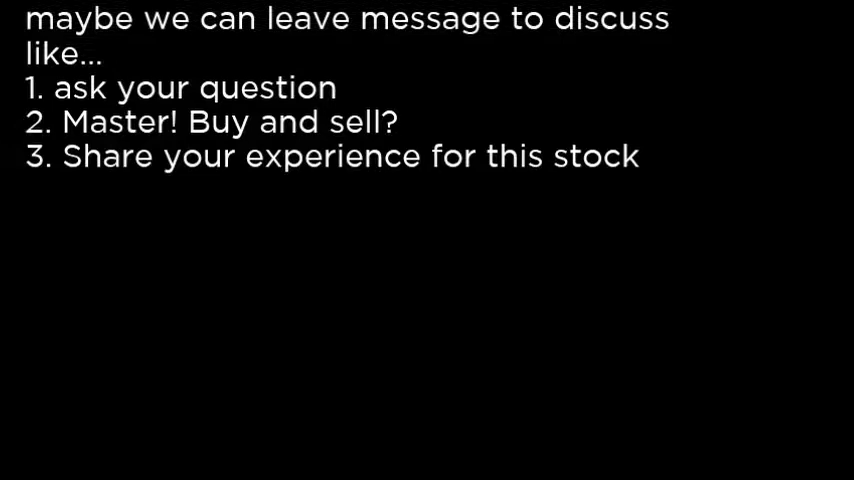 maybe we can leave message to discuss
like...
1. ask your question
2. Master! Buy and sell?
3. Share your experience for this stock